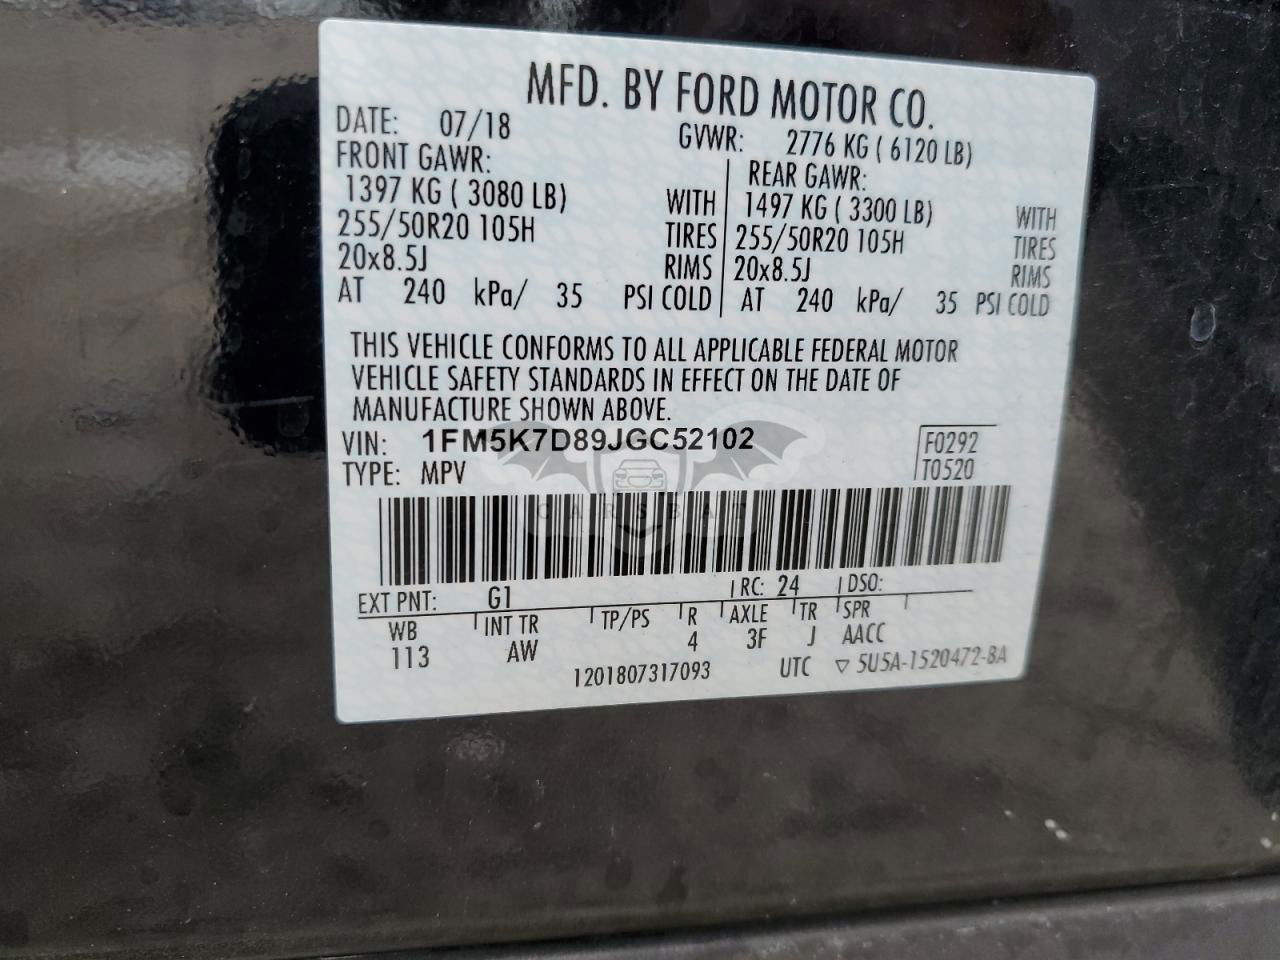 MFD. BY FORD MOTOR CO.
DATE: 07/18 GVWR: 2776 KG ( 6120 LB)
FRONT GAWR: REAR GAWR:
1397 KG ( 3080 LB) WITH 1497 KG ( 3300 LB) WITH
255/50R20 105H TIRES 255/50R20 105H TIRES
20x8.5J RIMS 20x8.5J RIMS
AT 240 kPa/ 35 PSI COLD AT 240 kPa/ 35 PSI COLD
THIS VEHICLE CONFORMS TO ALL APPLICABLE FEDERAL MOTOR
VEHICLE SAFETY STANDARDS IN EFFECT ON THE DATE OF
MANUFACTURE SHOWN ABOVE.
VIN: 1FM5K7D89JGC52102 F0292
TYPE: MPV T0520
CARSBAT
EXT PNT: G1 RC: 24 DSO:
WB INT TR TP/PS R AXLE TR SPR
113 AW 4 3F J AACC
1201807317093 UTC ▽ 5U5A-1520472-BA